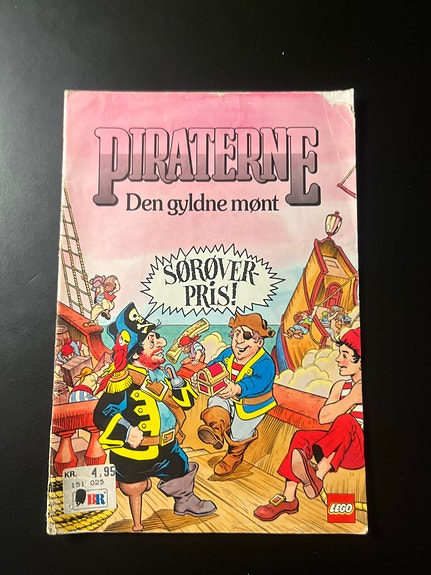 PIRATERNE
Den gyldne mønt
SØRØVER-
PRiS!
KR. 4,95
151 025
BR
LEGO